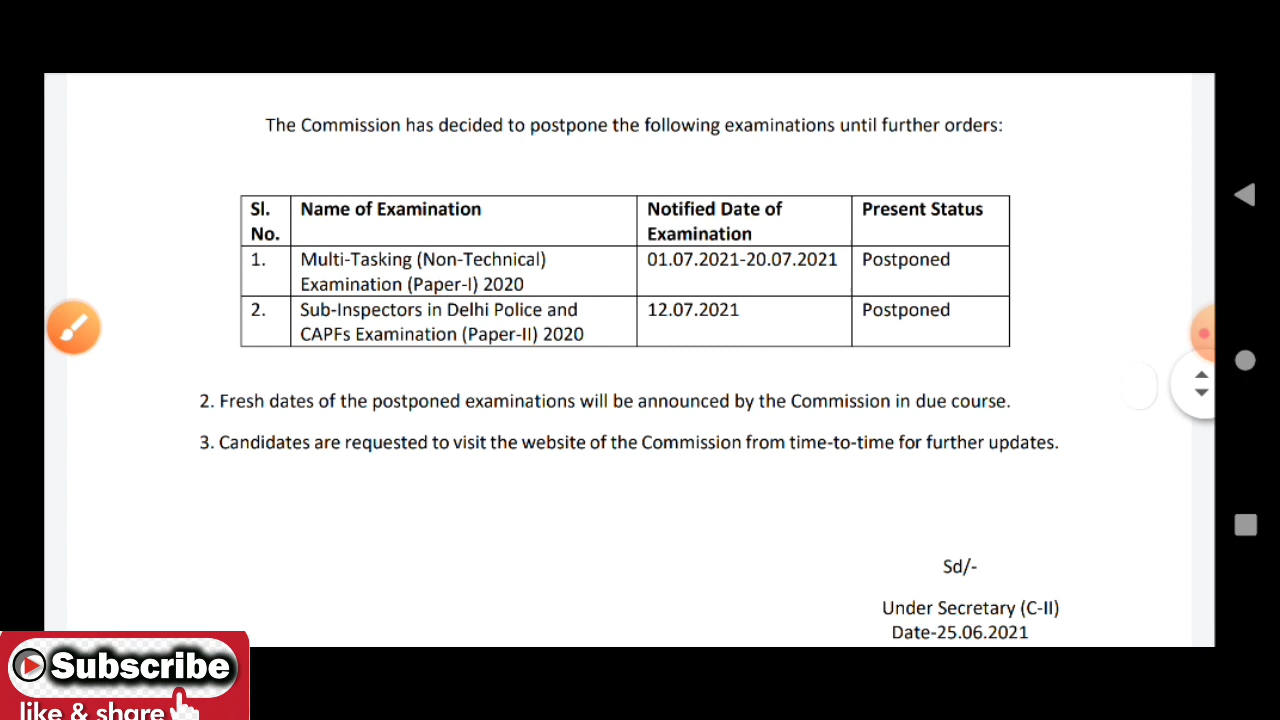 The Commission has decided to postpone the following examinations until further orders:
Sl. No. Name of Examination Notified Date of Examination Present Status
1. Multi-Tasking (Non-Technical) Examination (Paper-I) 2020 01.07.2021-20.07.2021 Postponed
2. Sub-Inspectors in Delhi Police and CAPFs Examination (Paper-II) 2020 12.07.2021 Postponed
2. Fresh dates of the postponed examinations will be announced by the Commission in due course.
3. Candidates are requested to visit the website of the Commission from time-to-time for further updates.
Sd/-
Under Secretary (C-II)
Date-25.06.2021
Subscribe
like & share